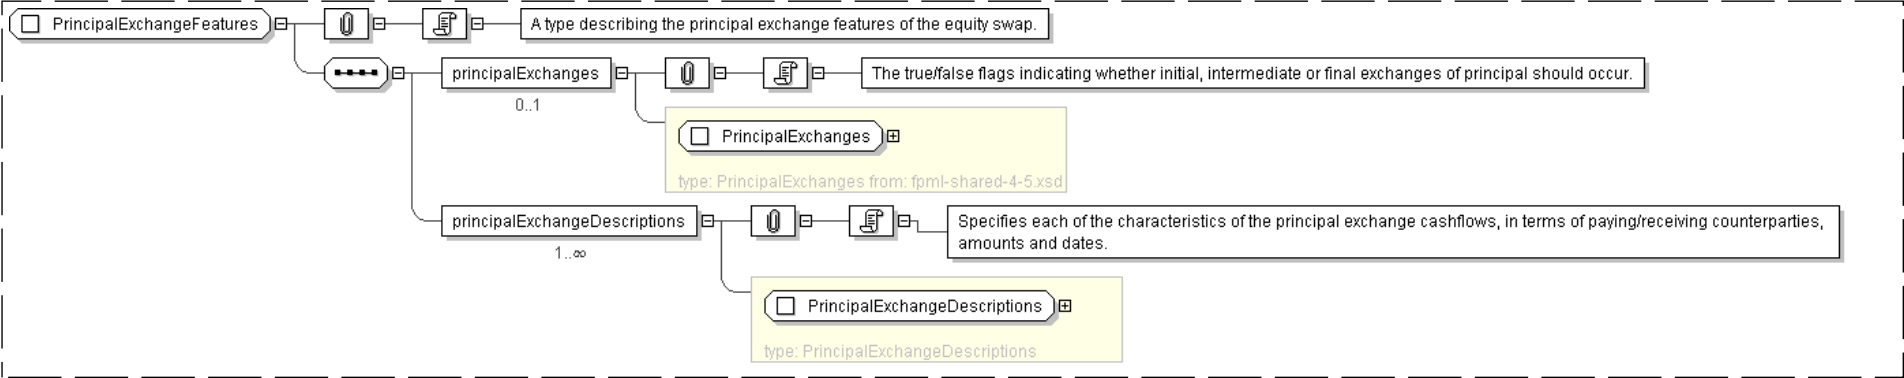 PrincipalExchangeFeatures
A type describing the principal exchange features of the equity swap.
principalExchanges
The true/false flags indicating whether initial, intermediate or final exchanges of principal should occur.
0..1
PrincipalExchanges
type: PrincipalExchanges from: fpml-shared-4-5.xsd
principalExchangeDescriptions
Specifies each of the characteristics of the principal exchange cashflows, in terms of paying/receiving counterparties,
amounts and dates.
1..∞
PrincipalExchangeDescriptions
type: PrincipalExchangeDescriptions